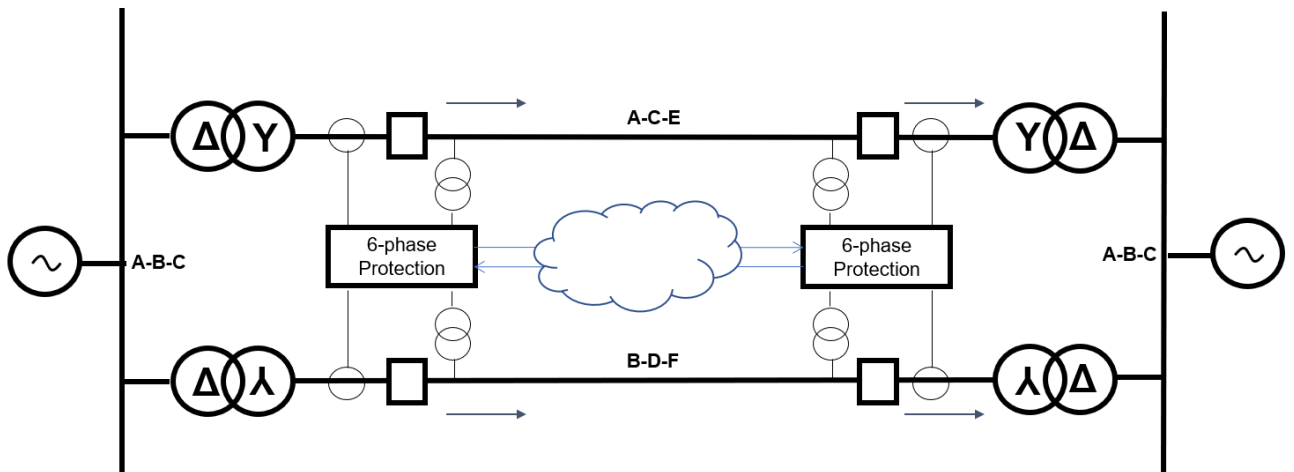 Δ Y
A-C-E
Y Δ
6-phase
Protection
6-phase
Protection
A-B-C
A-B-C
Δ Y
B-D-F
Y Δ